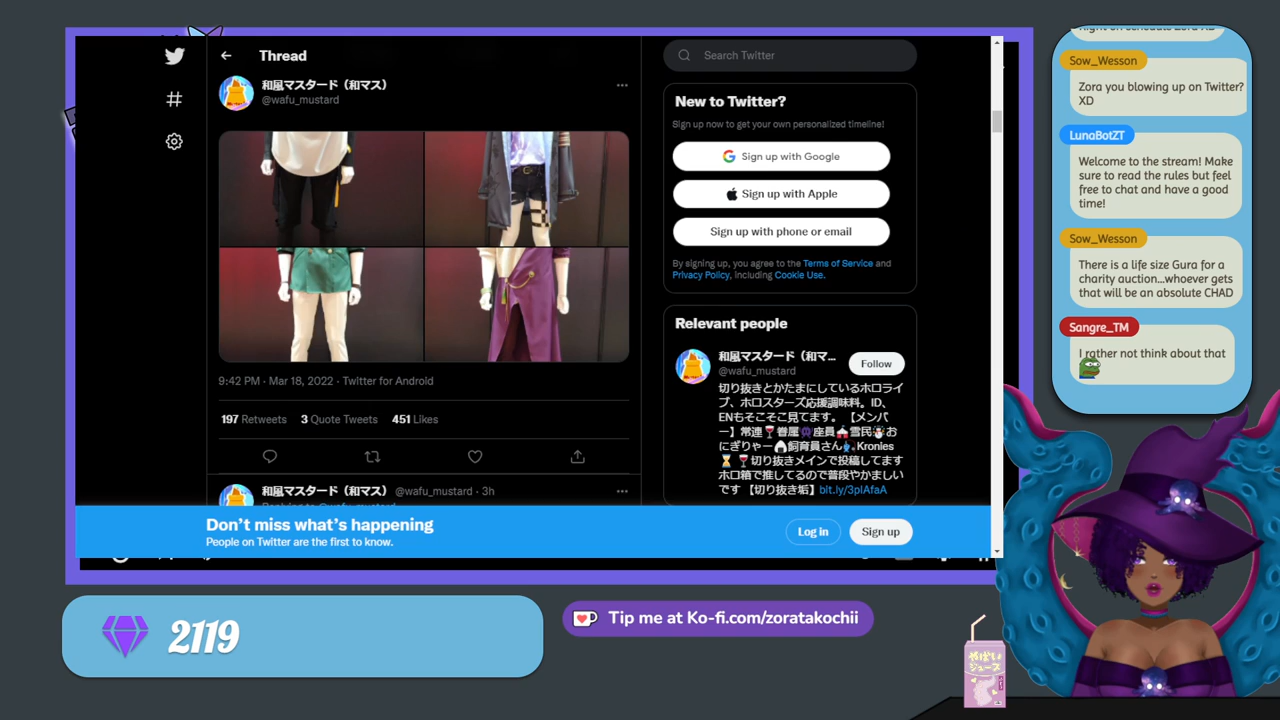 Thread
和風マスタード（和マス）
@wafu_mustard
9:42 PM · Mar 18, 2022 · Twitter for Android
197 Retweets 3 Quote Tweets 451 Likes
和風マスタード（和マス） @wafu_mustard · 3h
Search Twitter
New to Twitter?
Sign up now to get your own personalized timeline!
Sign up with Google
Sign up with Apple
Sign up with phone or email
By signing up, you agree to the Terms of Service and
Privacy Policy, including Cookie Use.
Relevant people
和風マスタード（和マ...
@wafu_mustard
Follow
切り抜きとかたまにしているホロライ
ブ、ホロスターズ応援調味料。ID、
ENもそこそこ見てます。【メンバ
ー】常連🍷眷属座員🎪雪民☃お
にぎりゃー🍙飼育員さん Kronies
⏳ 🍷切り抜きメインで投稿してます
ホロ箱で推してるので普段やかましい
です 【切り抜き垢】bit.ly/3pIAfaA
Don't miss what's happening
People on Twitter are the first to know.
Log in
Sign up
Sow_Wesson
Zora you blowing up on Twitter?
XD
LunaBotZT
Welcome to the stream! Make
sure to read the rules but feel
free to chat and have a good
time!
Sow_Wesson
There is a life size Gura for a
charity auction...whoever gets
that will be an absolute CHAD
Sangre_TM
I rather not think about that
2119
Tip me at Ko-fi.com/zoratakochii
やばい
ジュース